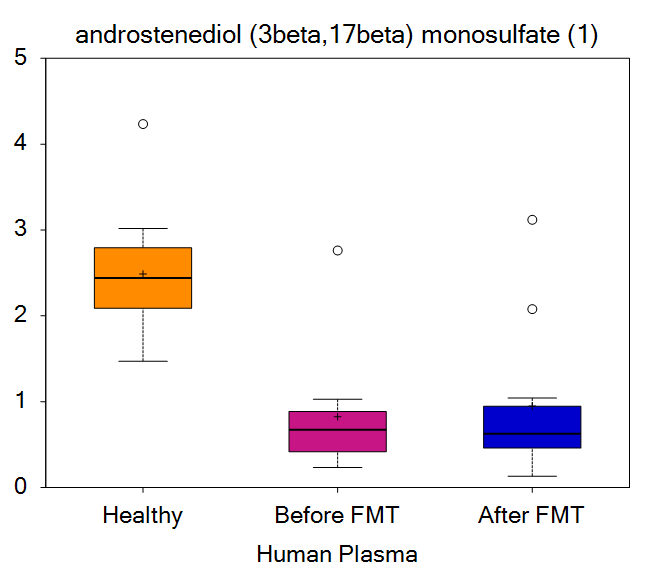 androstenediol (3beta,17beta) monosulfate (1)
5
4
3
2
1
0
Healthy Before FMT After FMT
Human Plasma